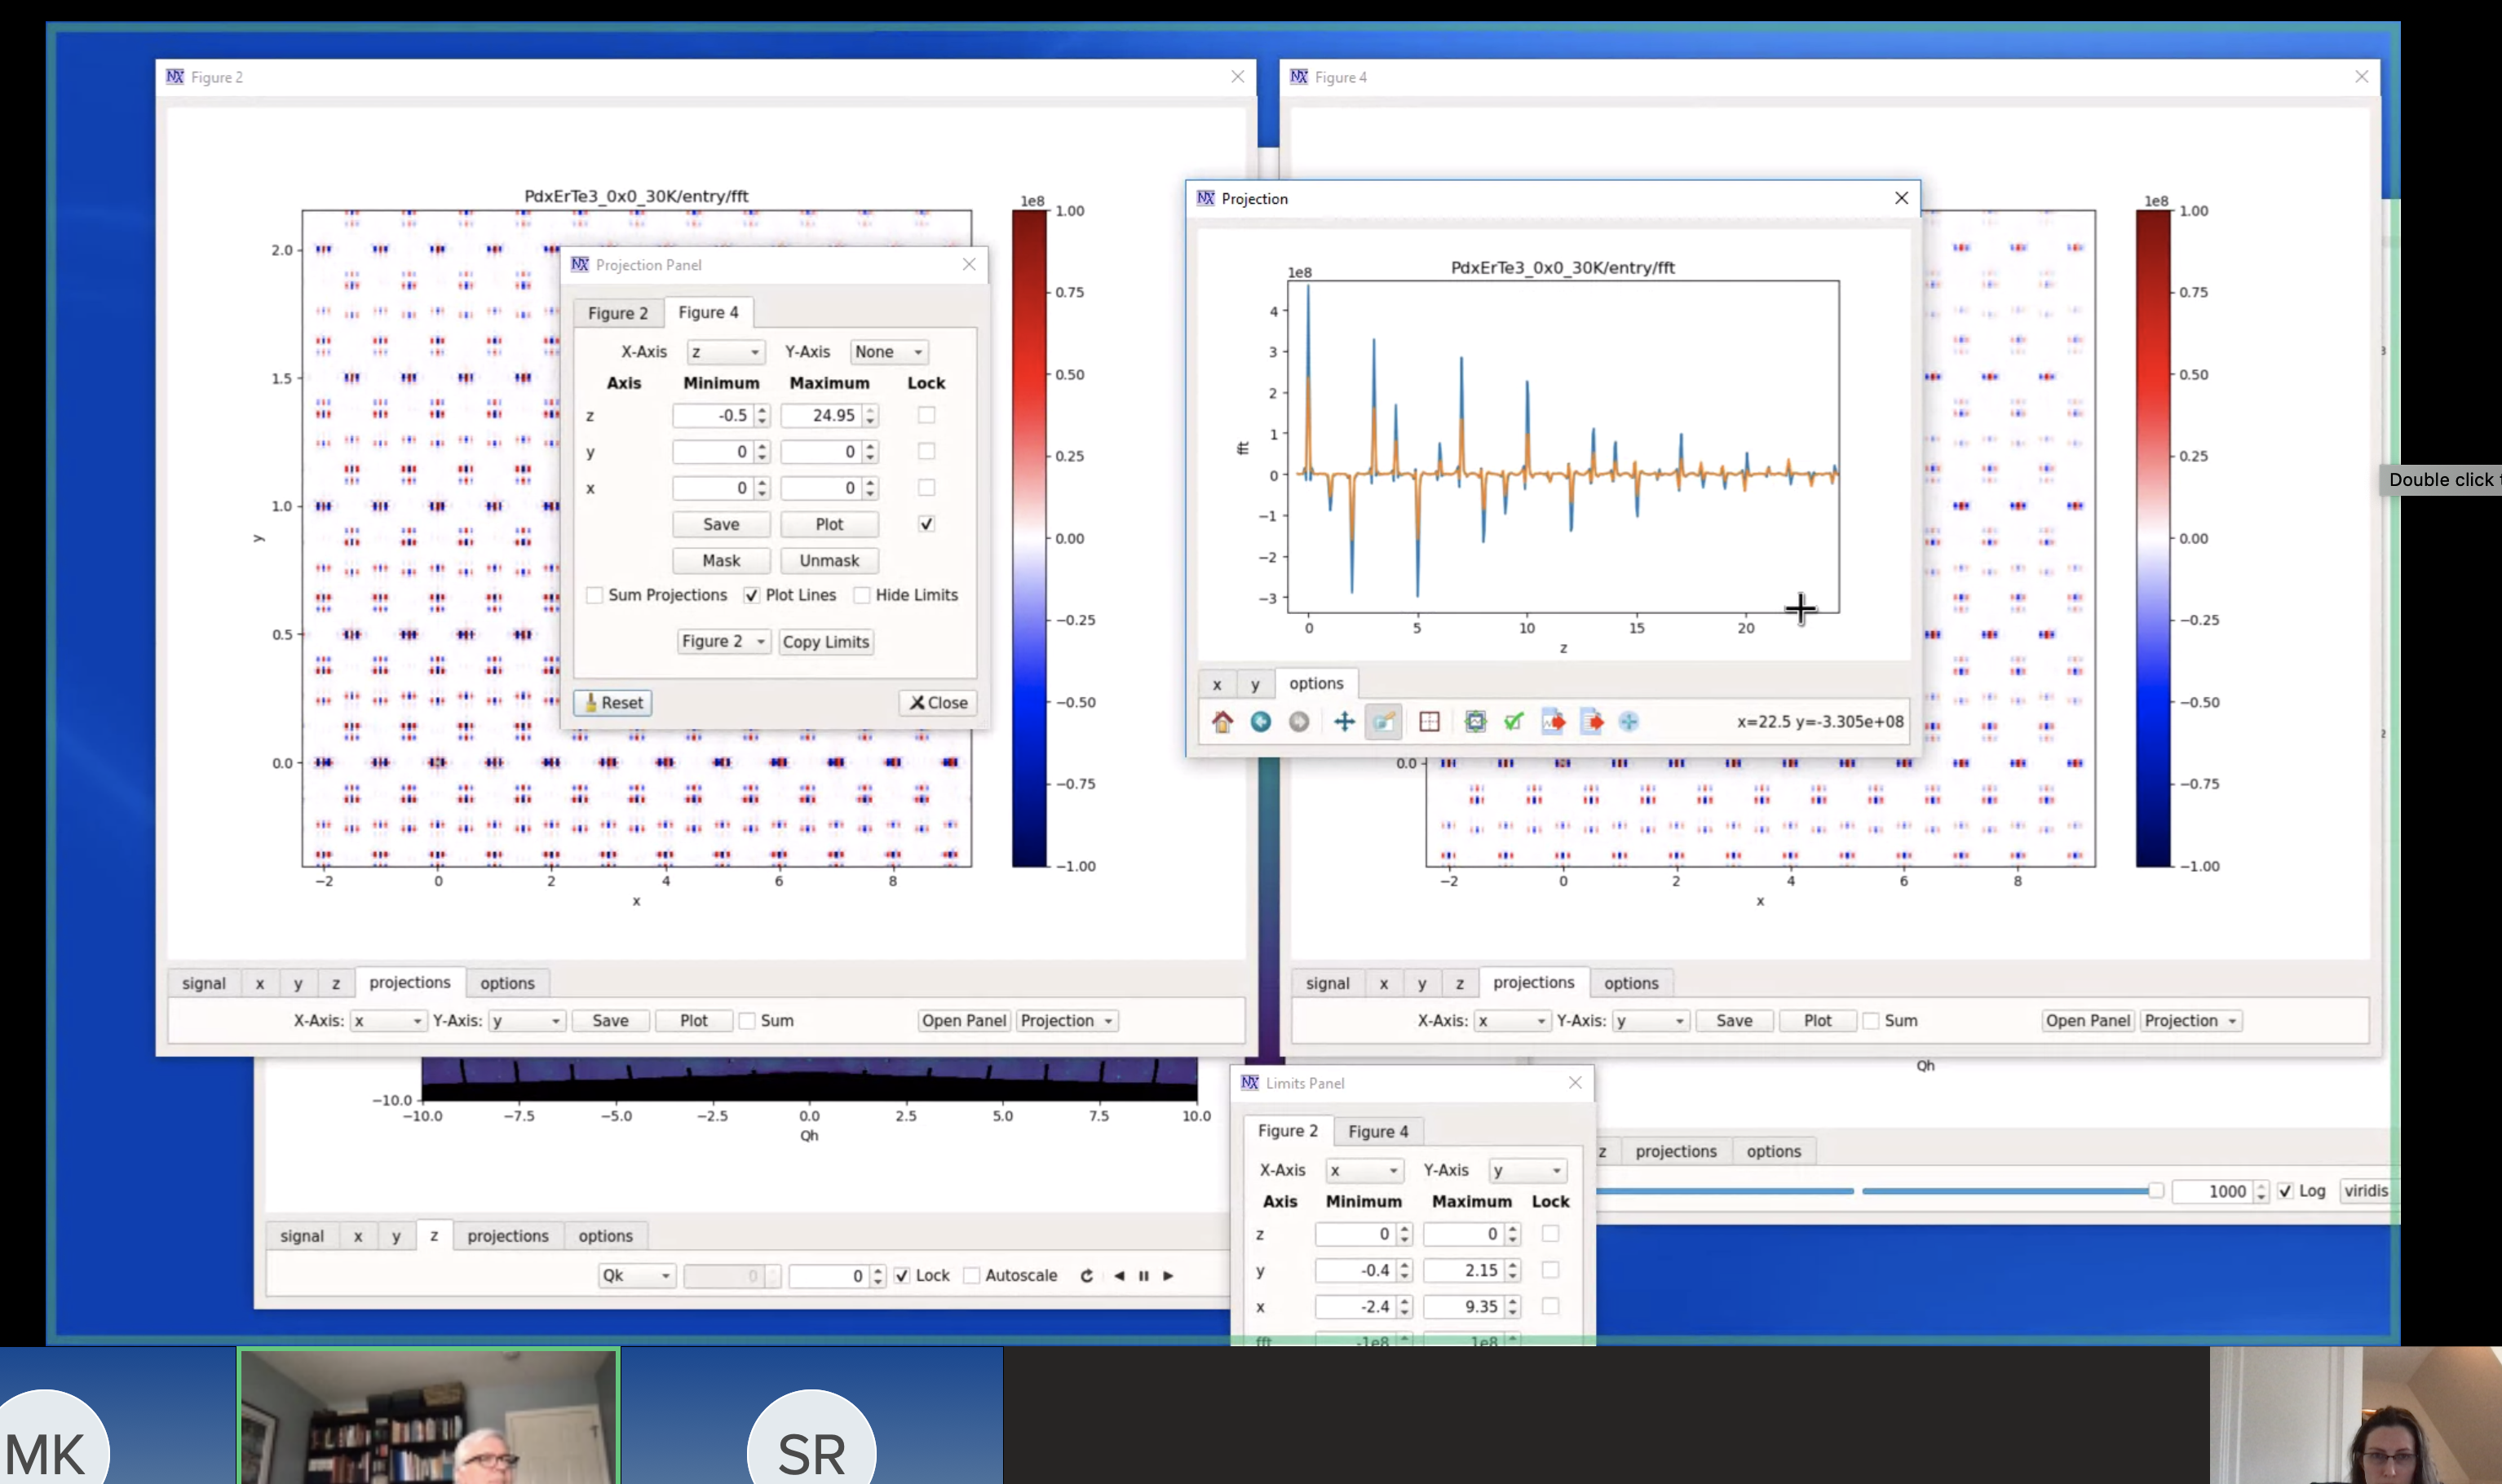 Figure 2
PdxErTe3_0x0_30K/entry/fft
1e8
2.0
1.5
1.0
0.5
0.0
y
−2
0
2
4
6
8
x
1.00
0.75
0.50
0.25
0.00
−0.25
−0.50
−0.75
−1.00
signal x y z projections options
X-Axis: x Y-Axis: y Save Plot Sum Open Panel Projection
Projection Panel
Figure 2 Figure 4
X-Axis z Y-Axis None
Axis Minimum Maximum Lock
z -0.5 24.95
y 0 0
x 0 0
Save Plot
Mask Unmask
Sum Projections Plot Lines Hide Limits
Figure 2 Copy Limits
Reset Close
Figure 4
1e8
1.00
0.75
0.50
0.25
0.00
−0.25
−0.50
−0.75
−1.00
0.0
−2
0
2
4
6
8
x
signal x y z projections options
X-Axis: x Y-Axis: y Save Plot Sum Open Panel Projection
Projection
PdxErTe3_0x0_30K/entry/fft
1e8
4
3
2
1
0
−1
−2
−3
fft
0 5 10 15 20
z
x y options
x=22.5 y=-3.305e+08
Double click
−10.0
−10.0 −7.5 −5.0 −2.5 0.0 2.5 5.0 7.5 10.0
Qh
signal x y z projections options
Qk 0 0 Lock Autoscale
Qh
z projections options
1000 Log viridis
Limits Panel
Figure 2 Figure 4
X-Axis x Y-Axis y
Axis Minimum Maximum Lock
z 0 0
y -0.4 2.15
x -2.4 9.35
fft -1e8 1e8
MK
SR